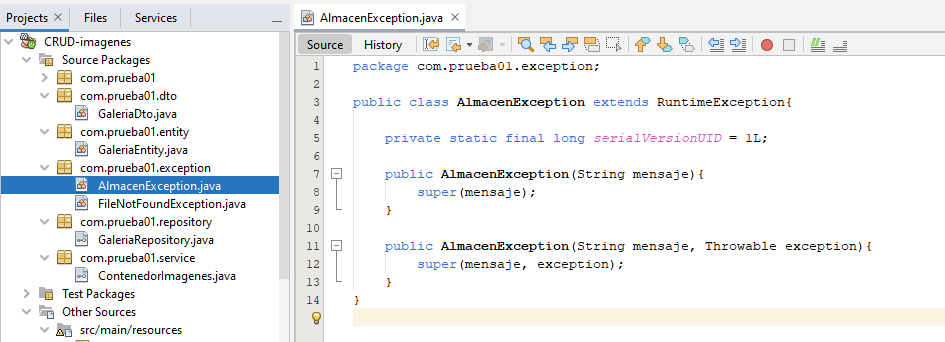 Projects
Files
Services
CRUD-imagenes
Source Packages
com.prueba01
com.prueba01.dto
GaleriaDto.java
com.prueba01.entity
GaleriaEntity.java
com.prueba01.exception
AlmacenException.java
FileNotFoundException.java
com.prueba01.repository
GaleriaRepository.java
com.prueba01.service
ContenedorImagenes.java
Test Packages
Other Sources
src/main/resources
AlmacenException.java
Source History
1 package com.prueba01.exception;
2
3 public class AlmacenException extends RuntimeException{
4
5 private static final long serialVersionUID = 1L;
6
7 public AlmacenException(String mensaje){
8 super(mensaje);
9 }
10
11 public AlmacenException(String mensaje, Throwable exception){
12 super(mensaje, exception);
13 }
14 }